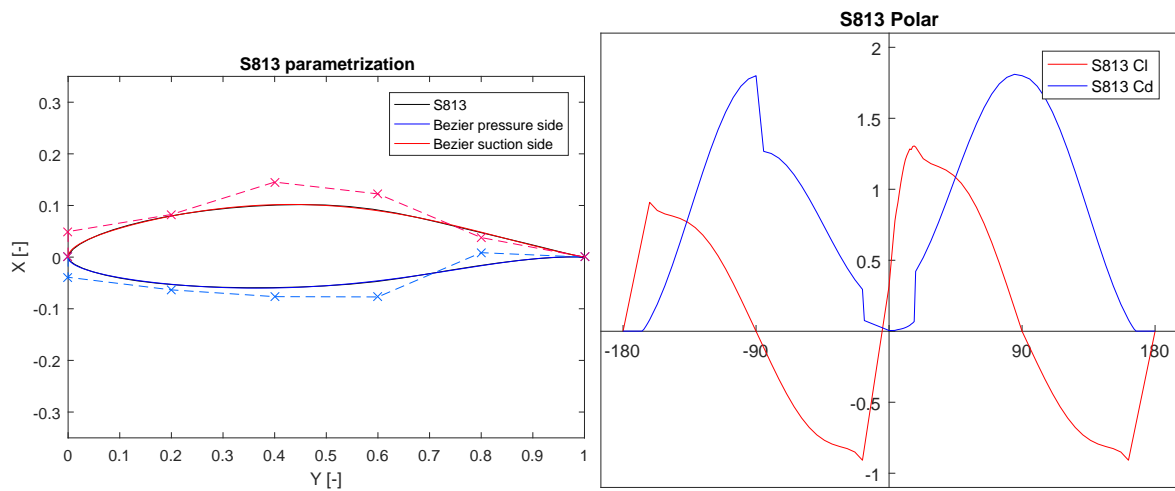 S813 parametrization
S813
Bezier pressure side
Bezier suction side
0.3
0.2
0.1
0
-0.1
-0.2
-0.3
X [-]
0 0.1 0.2 0.3 0.4 0.5 0.6 0.7 0.8 0.9 1
Y [-]
S813 Polar
S813 Cl
S813 Cd
2
1.5
1
0.5
-180 -90 0 90 180
-0.5
-1